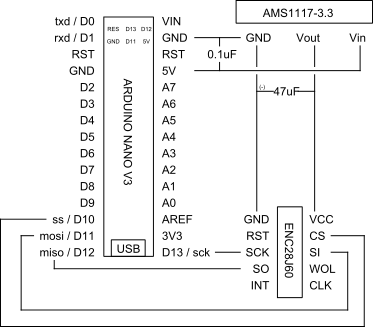 AMS1117-3.3
GND Vout Vin
0.1uF
(-) 47uF
txd / D0 VIN
rxd / D1 GND
RST RST
GND 5V
D2 A7
D3 A6
D4 A5
D5 A4
D6 A3
D7 A2
D8 A1
D9 A0
ss / D10 AREF
mosi / D11 3V3
miso / D12 D13 / sck
RES D13 D12
GND D11 5V
ARDUINO NANO V3
USB
GND VCC
RST CS
SCK SI
SO WOL
INT CLK
ENC28J60